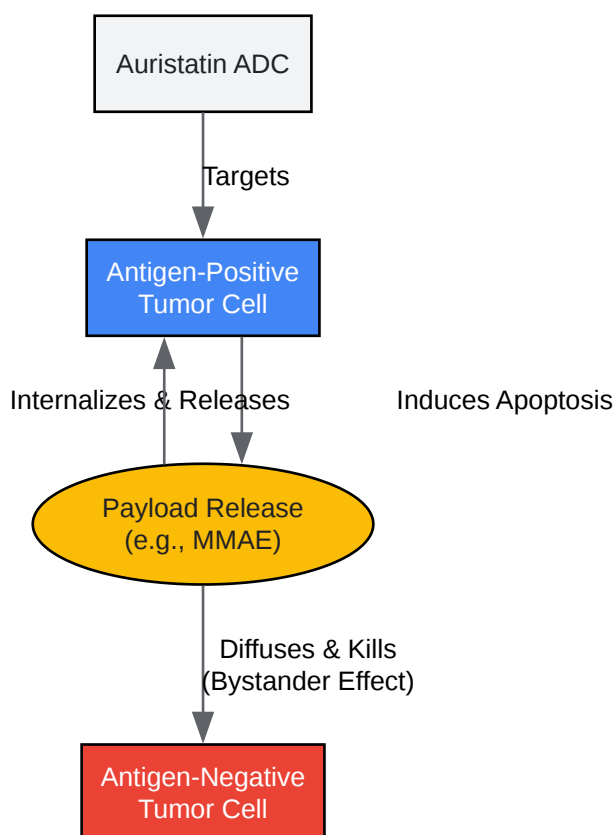 Auristatin ADC
Targets
Antigen-Positive
Tumor Cell
Internalizes & Releases
Induces Apoptosis
Payload Release
(e.g., MMAE)
Diffuses & Kills
(Bystander Effect)
Antigen-Negative
Tumor Cell